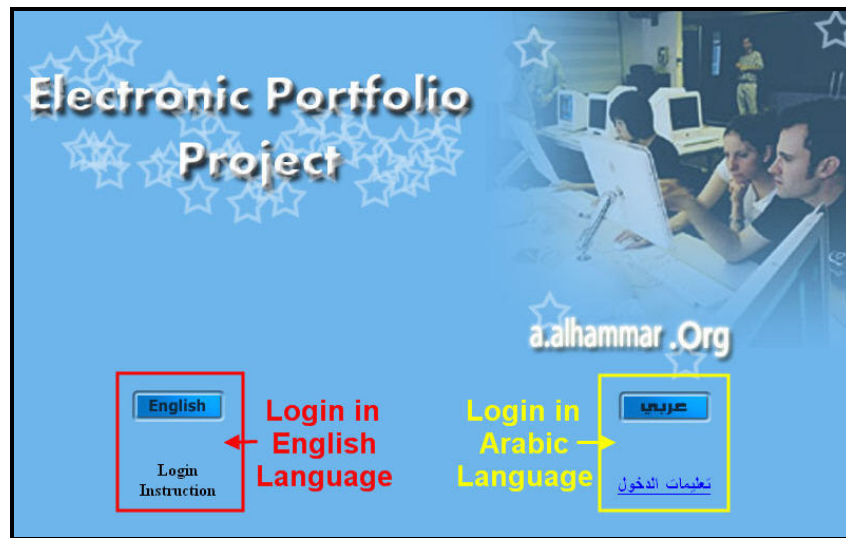 Electronic Portfolio
Project
a.alhammar .Org
English
Login
Instruction
Login in
English
Language
Login in
Arabic
Language
عربي
تعليمات الدخول